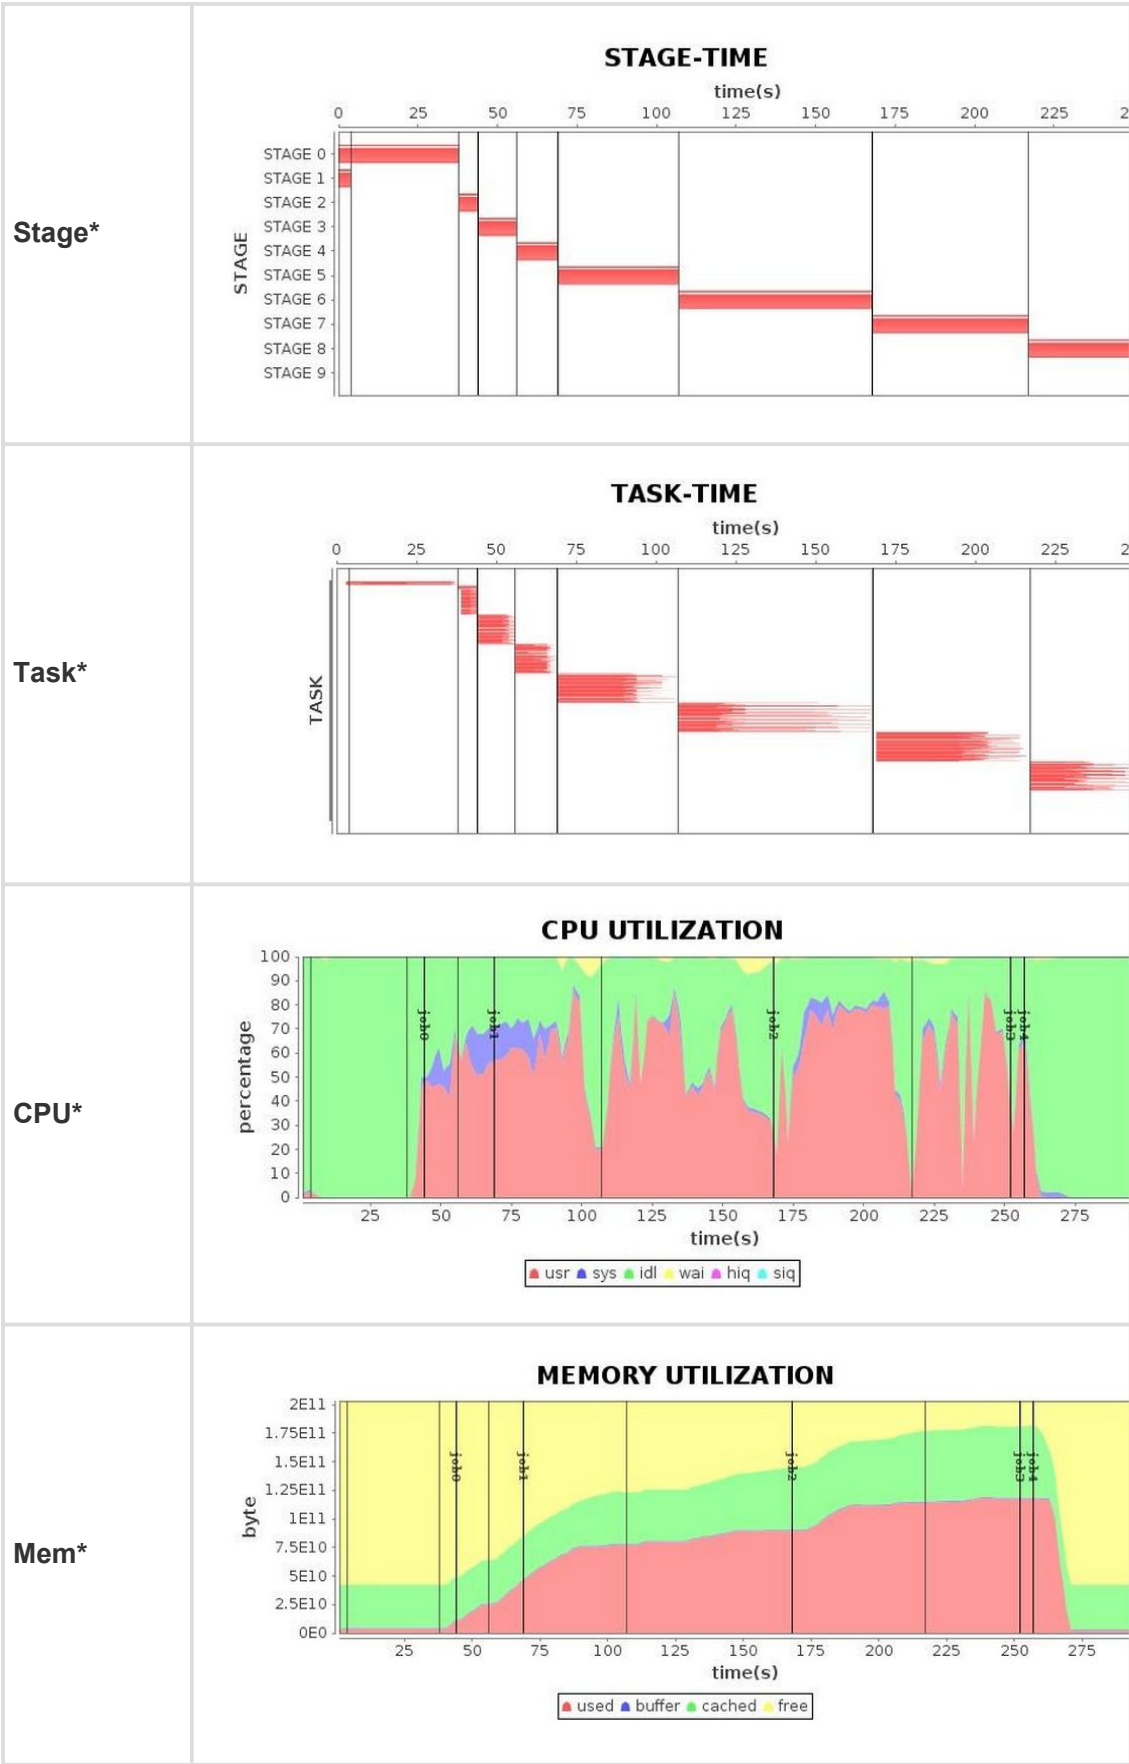 Stage*
STAGE-TIME
time(s)
0 25 50 75 100 125 150 175 200 225 2
STAGE
STAGE 0
STAGE 1
STAGE 2
STAGE 3
STAGE 4
STAGE 5
STAGE 6
STAGE 7
STAGE 8
STAGE 9
Task*
TASK-TIME
time(s)
0 25 50 75 100 125 150 175 200 225 2
TASK
CPU*
CPU UTILIZATION
percentage
100
90
80
70
60
50
40
30
20
10
0
job0 job1 job2 job3 job4
25 50 75 100 125 150 175 200 225 250 275
time(s)
usr sys idl wai hiq siq
Mem*
MEMORY UTILIZATION
byte
2E11
1.75E11
1.5E11
1.25E11
1E11
7.5E10
5E10
2.5E10
0E0
job0 job1 job2 job3 job4
25 50 75 100 125 150 175 200 225 250 275
time(s)
used buffer cached free